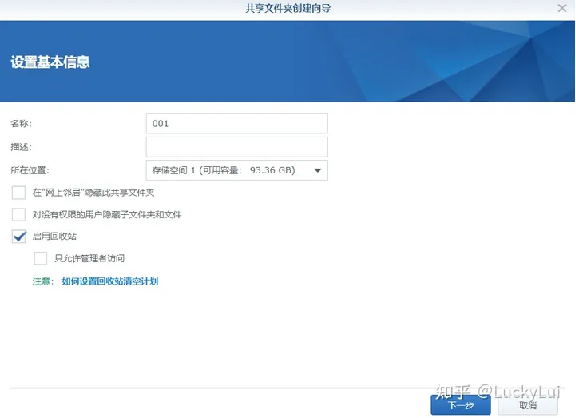 共享文件夹创建向导
设置基本信息
名称: 001
描述:
所在位置: 存储空间 1 (可用容量: 93.36 GB)
在"网上邻居"隐藏此共享文件夹
对没有权限的用户隐藏子文件夹和文件
启用回收站
只允许管理者访问
注意: 如何设置回收站清空计划
知乎 @LuckyLui
下一步 取消